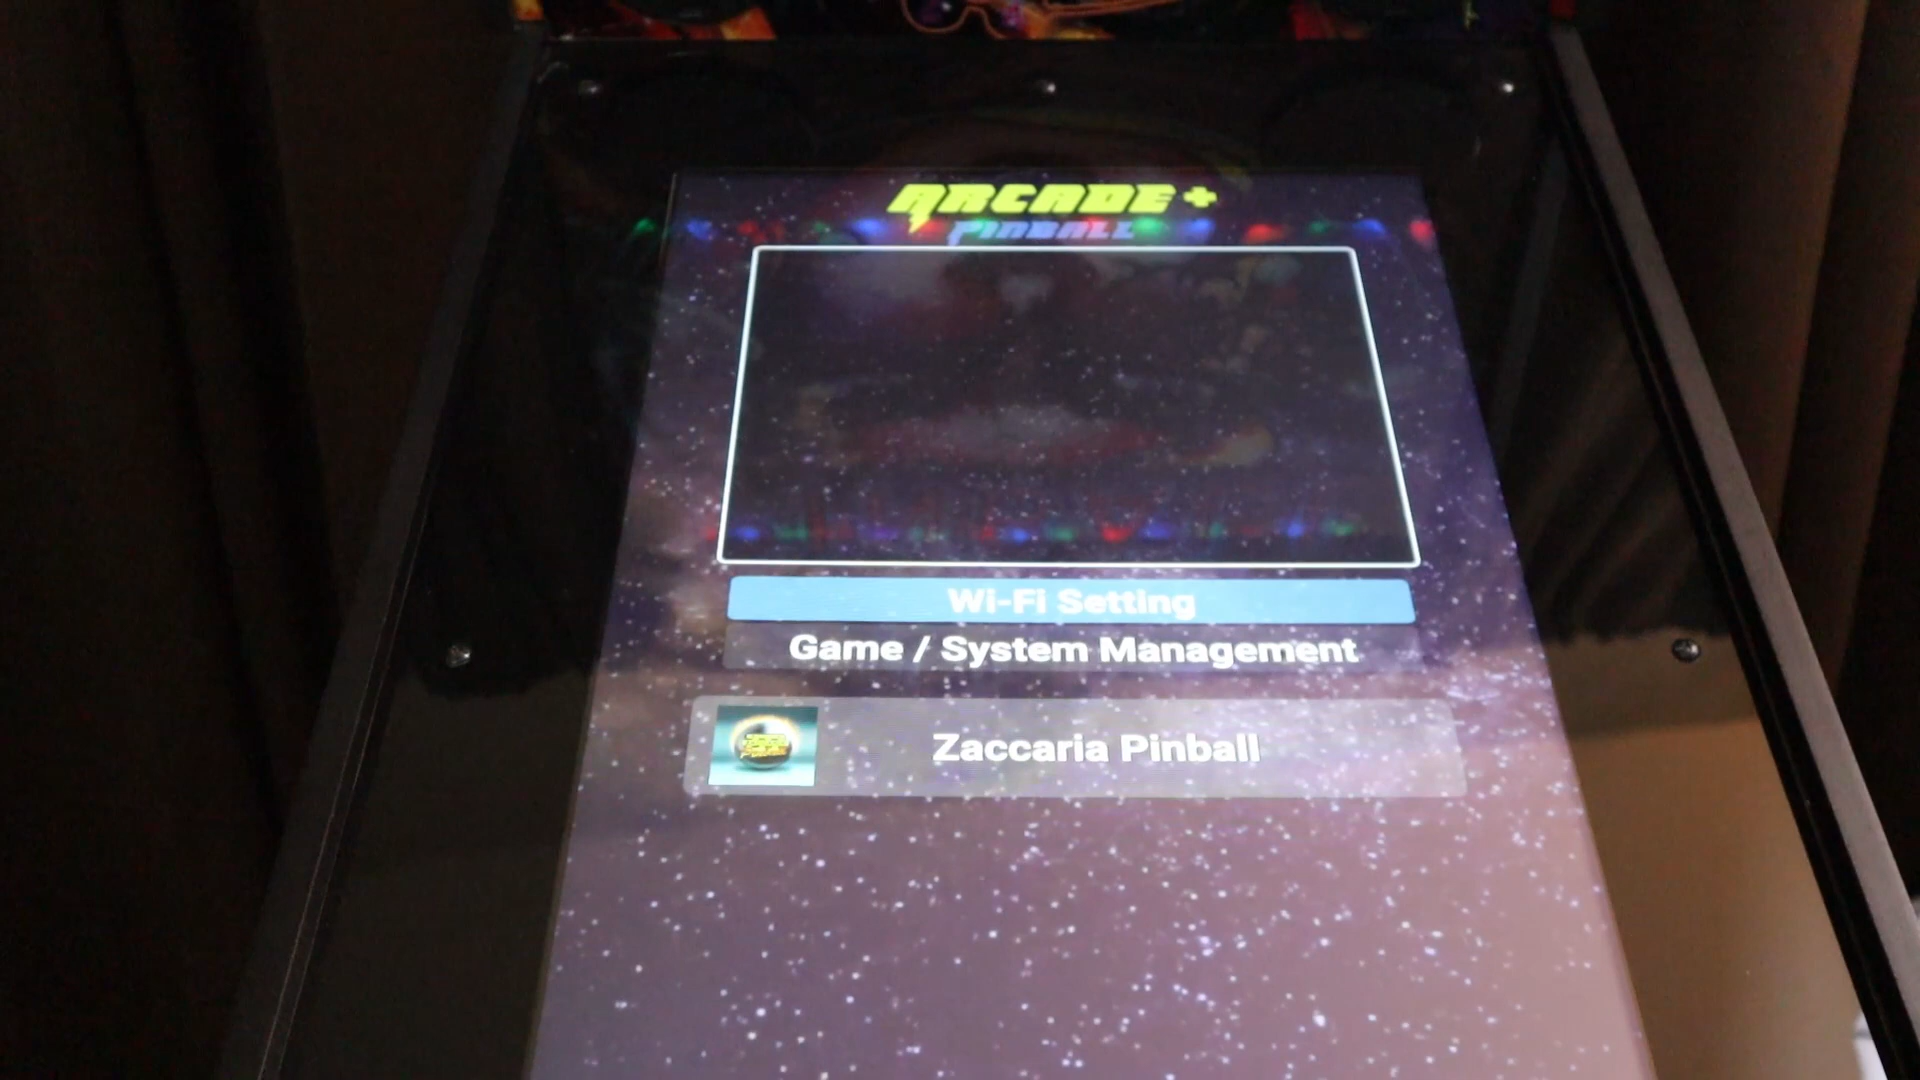 ARCADE+
PINBALL
Wi-Fi Setting
Game / System Management
Zaccaria Pinball